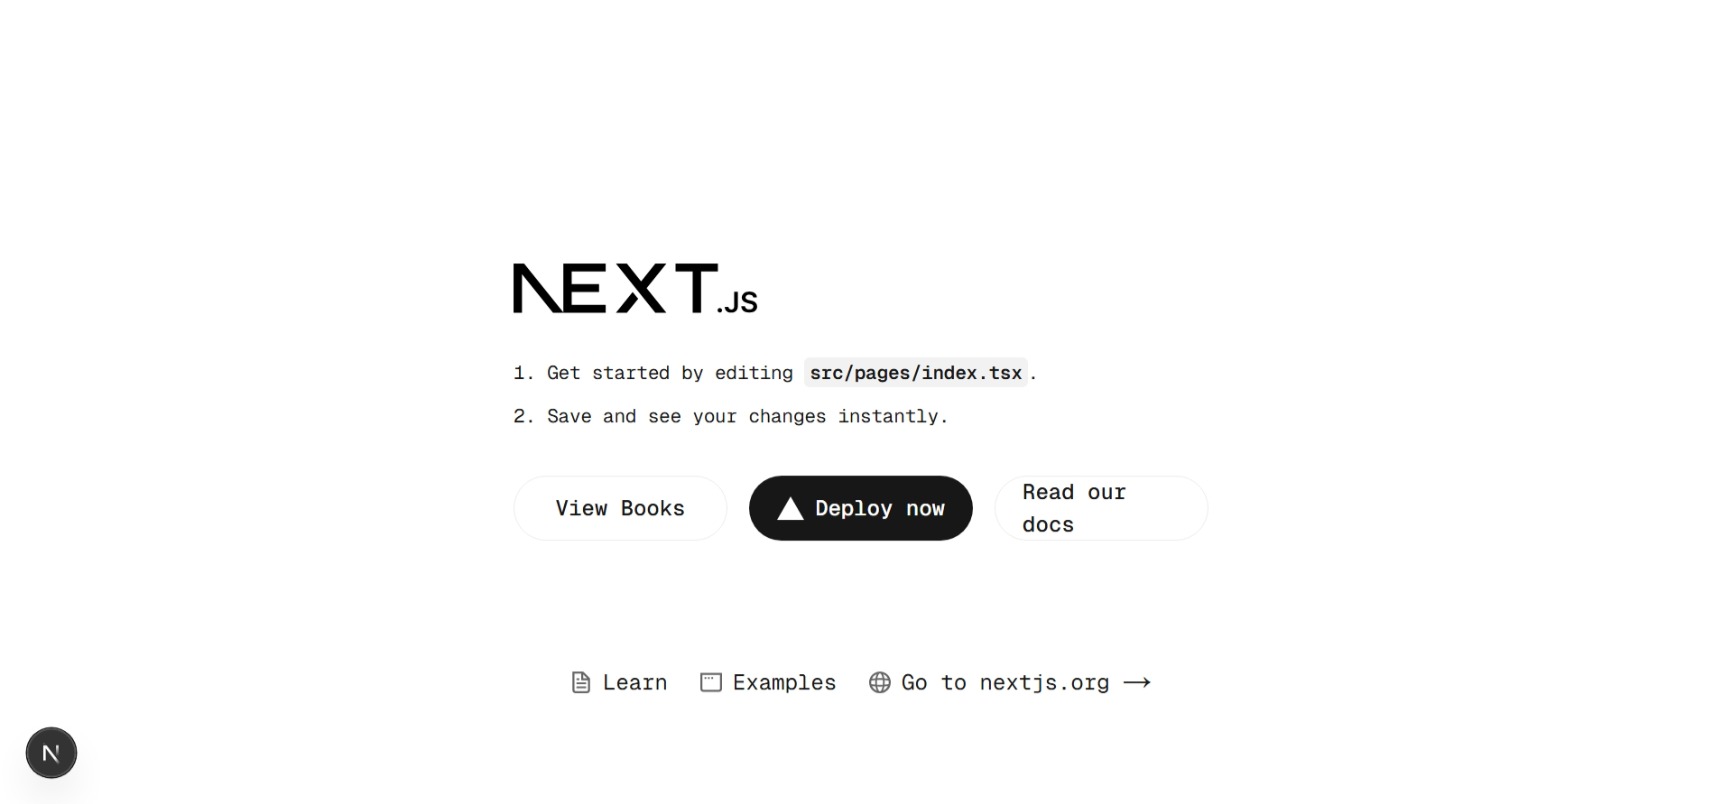 NEXT.JS
1. Get started by editing src/pages/index.tsx.
2. Save and see your changes instantly.
View Books
Deploy now
Read our
docs
Learn
Examples
Go to nextjs.org →
N